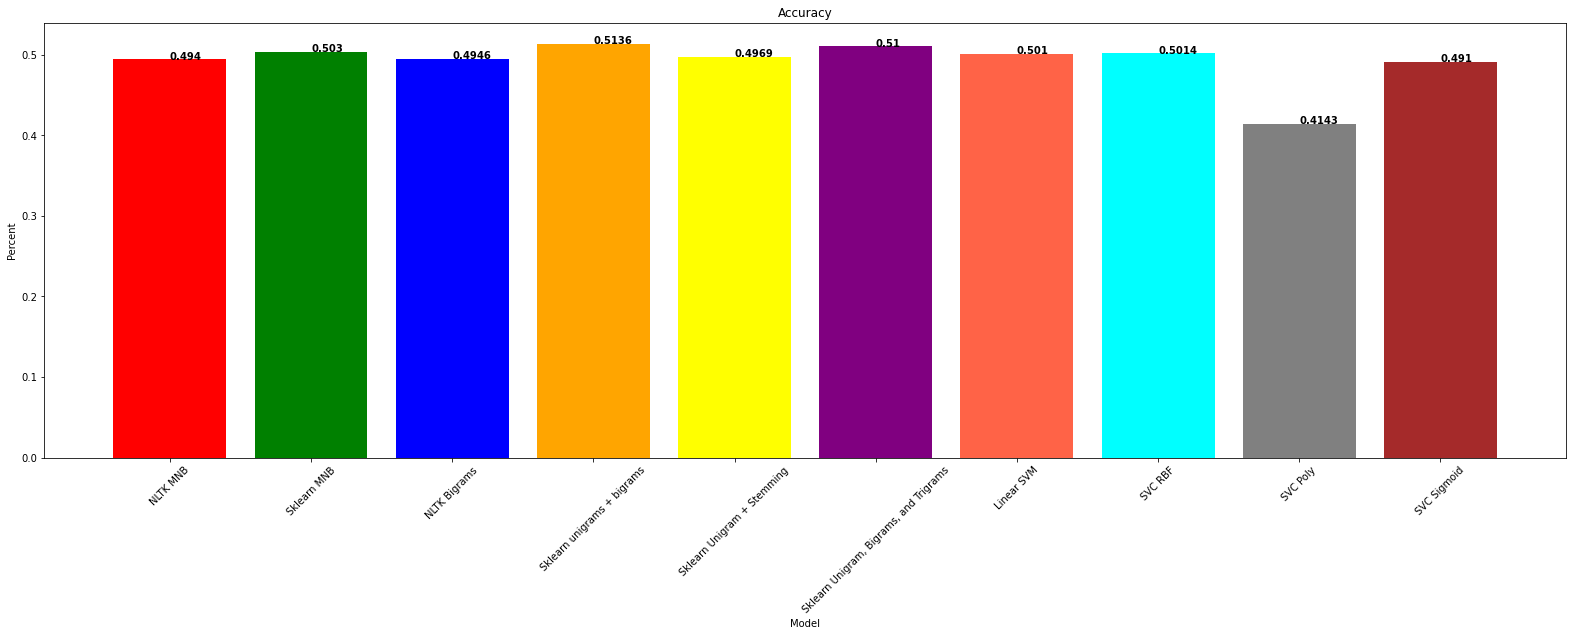 Accuracy
Percent
0.5
0.4
0.3
0.2
0.1
0.0
0.494
0.503
0.4946
0.5136
0.4969
0.51
0.501
0.5014
0.4143
0.491
NLTK MNB
Sklearn MNB
NLTK Bigrams
Sklearn unigrams + bigrams
Sklearn Unigram + Stemming
Sklearn Unigram, Bigrams, and Trigrams
Linear SVM
SVC RBF
SVC Poly
SVC Sigmoid
Model